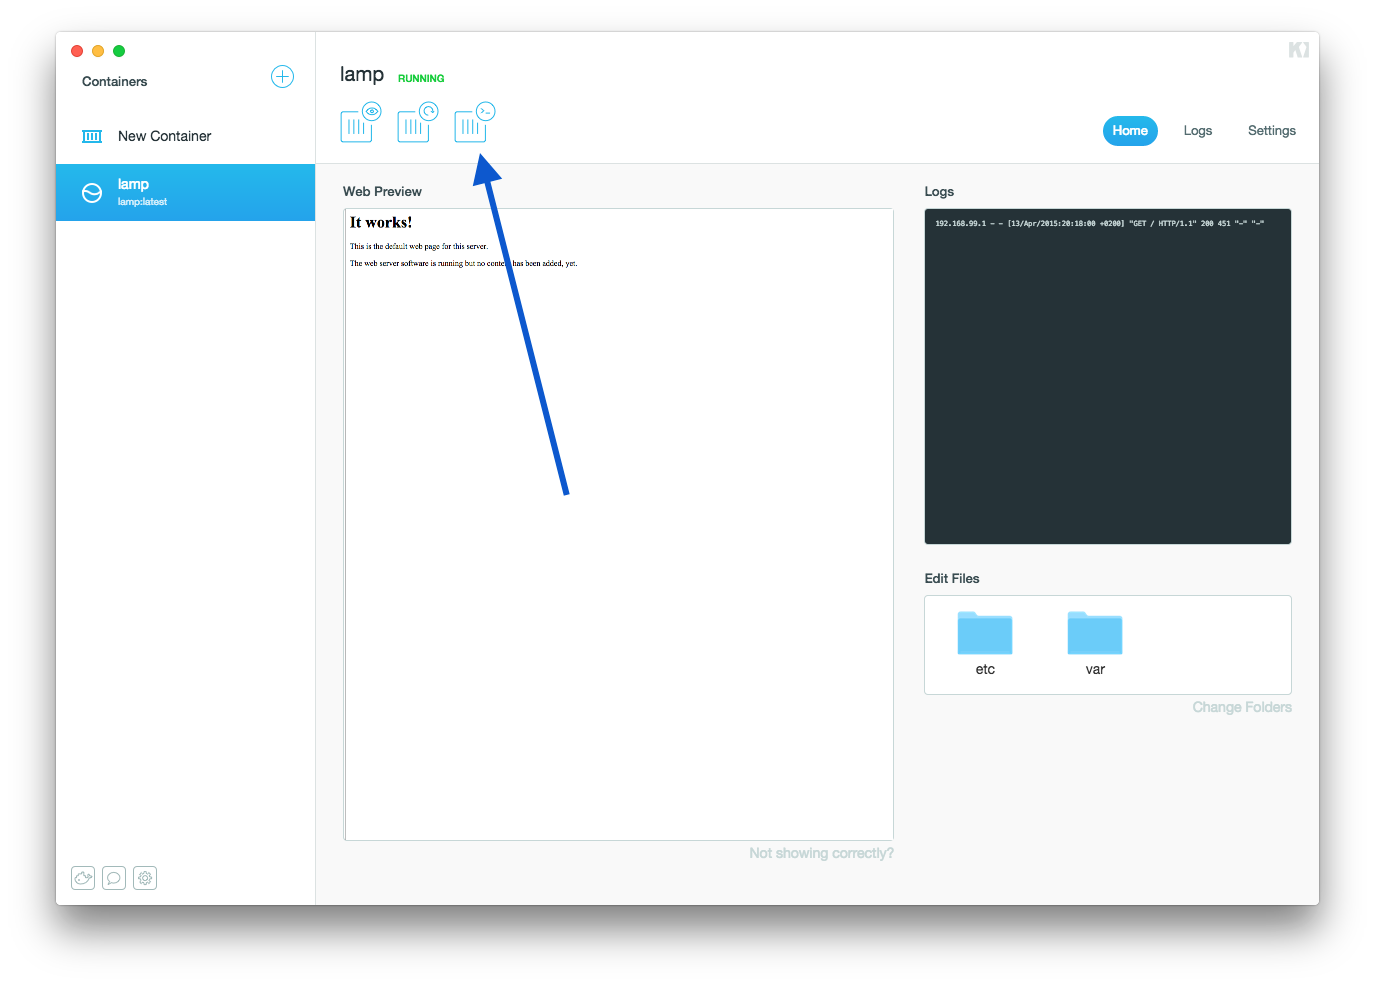 Containers
New Container
lamp
lamp:latest
lamp RUNNING
Home Logs Settings
Web Preview
It works!
This is the default web page for this server.
The web server software is running but no content has been added, yet.
Not showing correctly?
Logs
192.168.99.1 - - [13/Apr/2015:20:18:00 +0200] "GET / HTTP/1.1" 200 451 "-" "-"
Edit Files
etc var
Change Folders